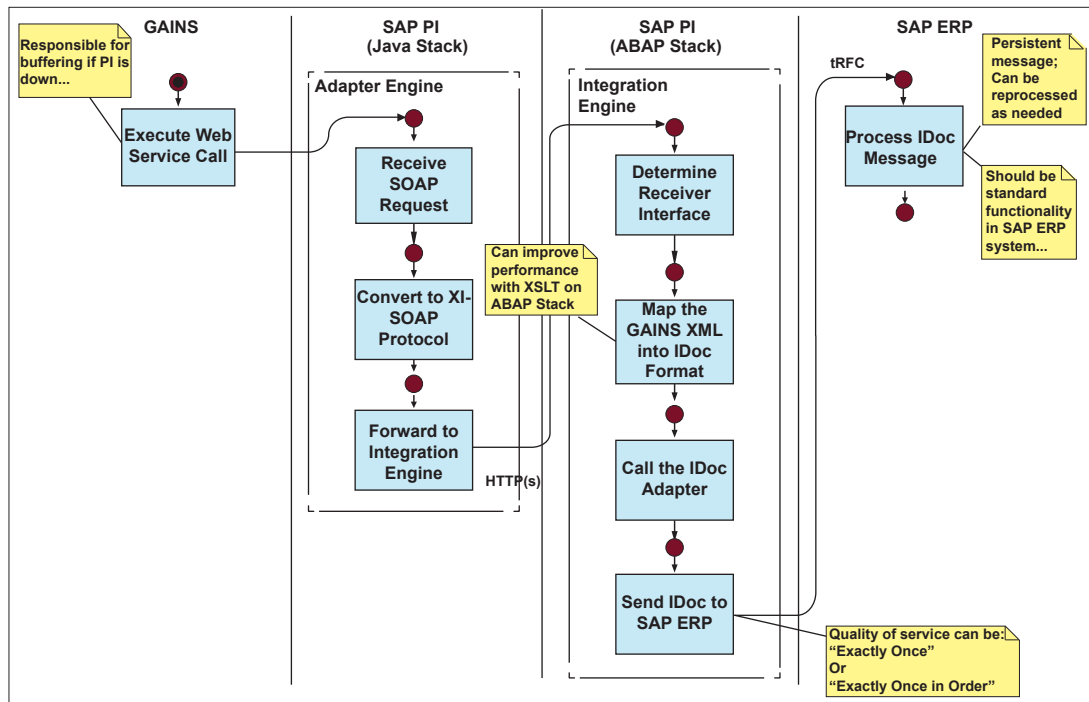 GAINS
Responsible for
buffering if PI is
down...
Execute Web
Service Call
SAP PI
(Java Stack)
Adapter Engine
Receive
SOAP
Request
Convert to XI-
SOAP
Protocol
Forward to
Integration
Engine
HTTP(s)
SAP PI
(ABAP Stack)
Integration
Engine
Determine
Receiver
Interface
Can improve
performance
with XSLT on
ABAP Stack
Map the
GAINS XML
into IDoc
Format
Call the IDoc
Adapter
Send IDoc to
SAP ERP
SAP ERP
tRFC
Persistent
message;
Can be
reprocessed
as needed
Process IDoc
Message
Should be
standard
functionality
in SAP ERP
system...
Quality of service can be:
“Exactly Once”
Or
“Exactly Once in Order”